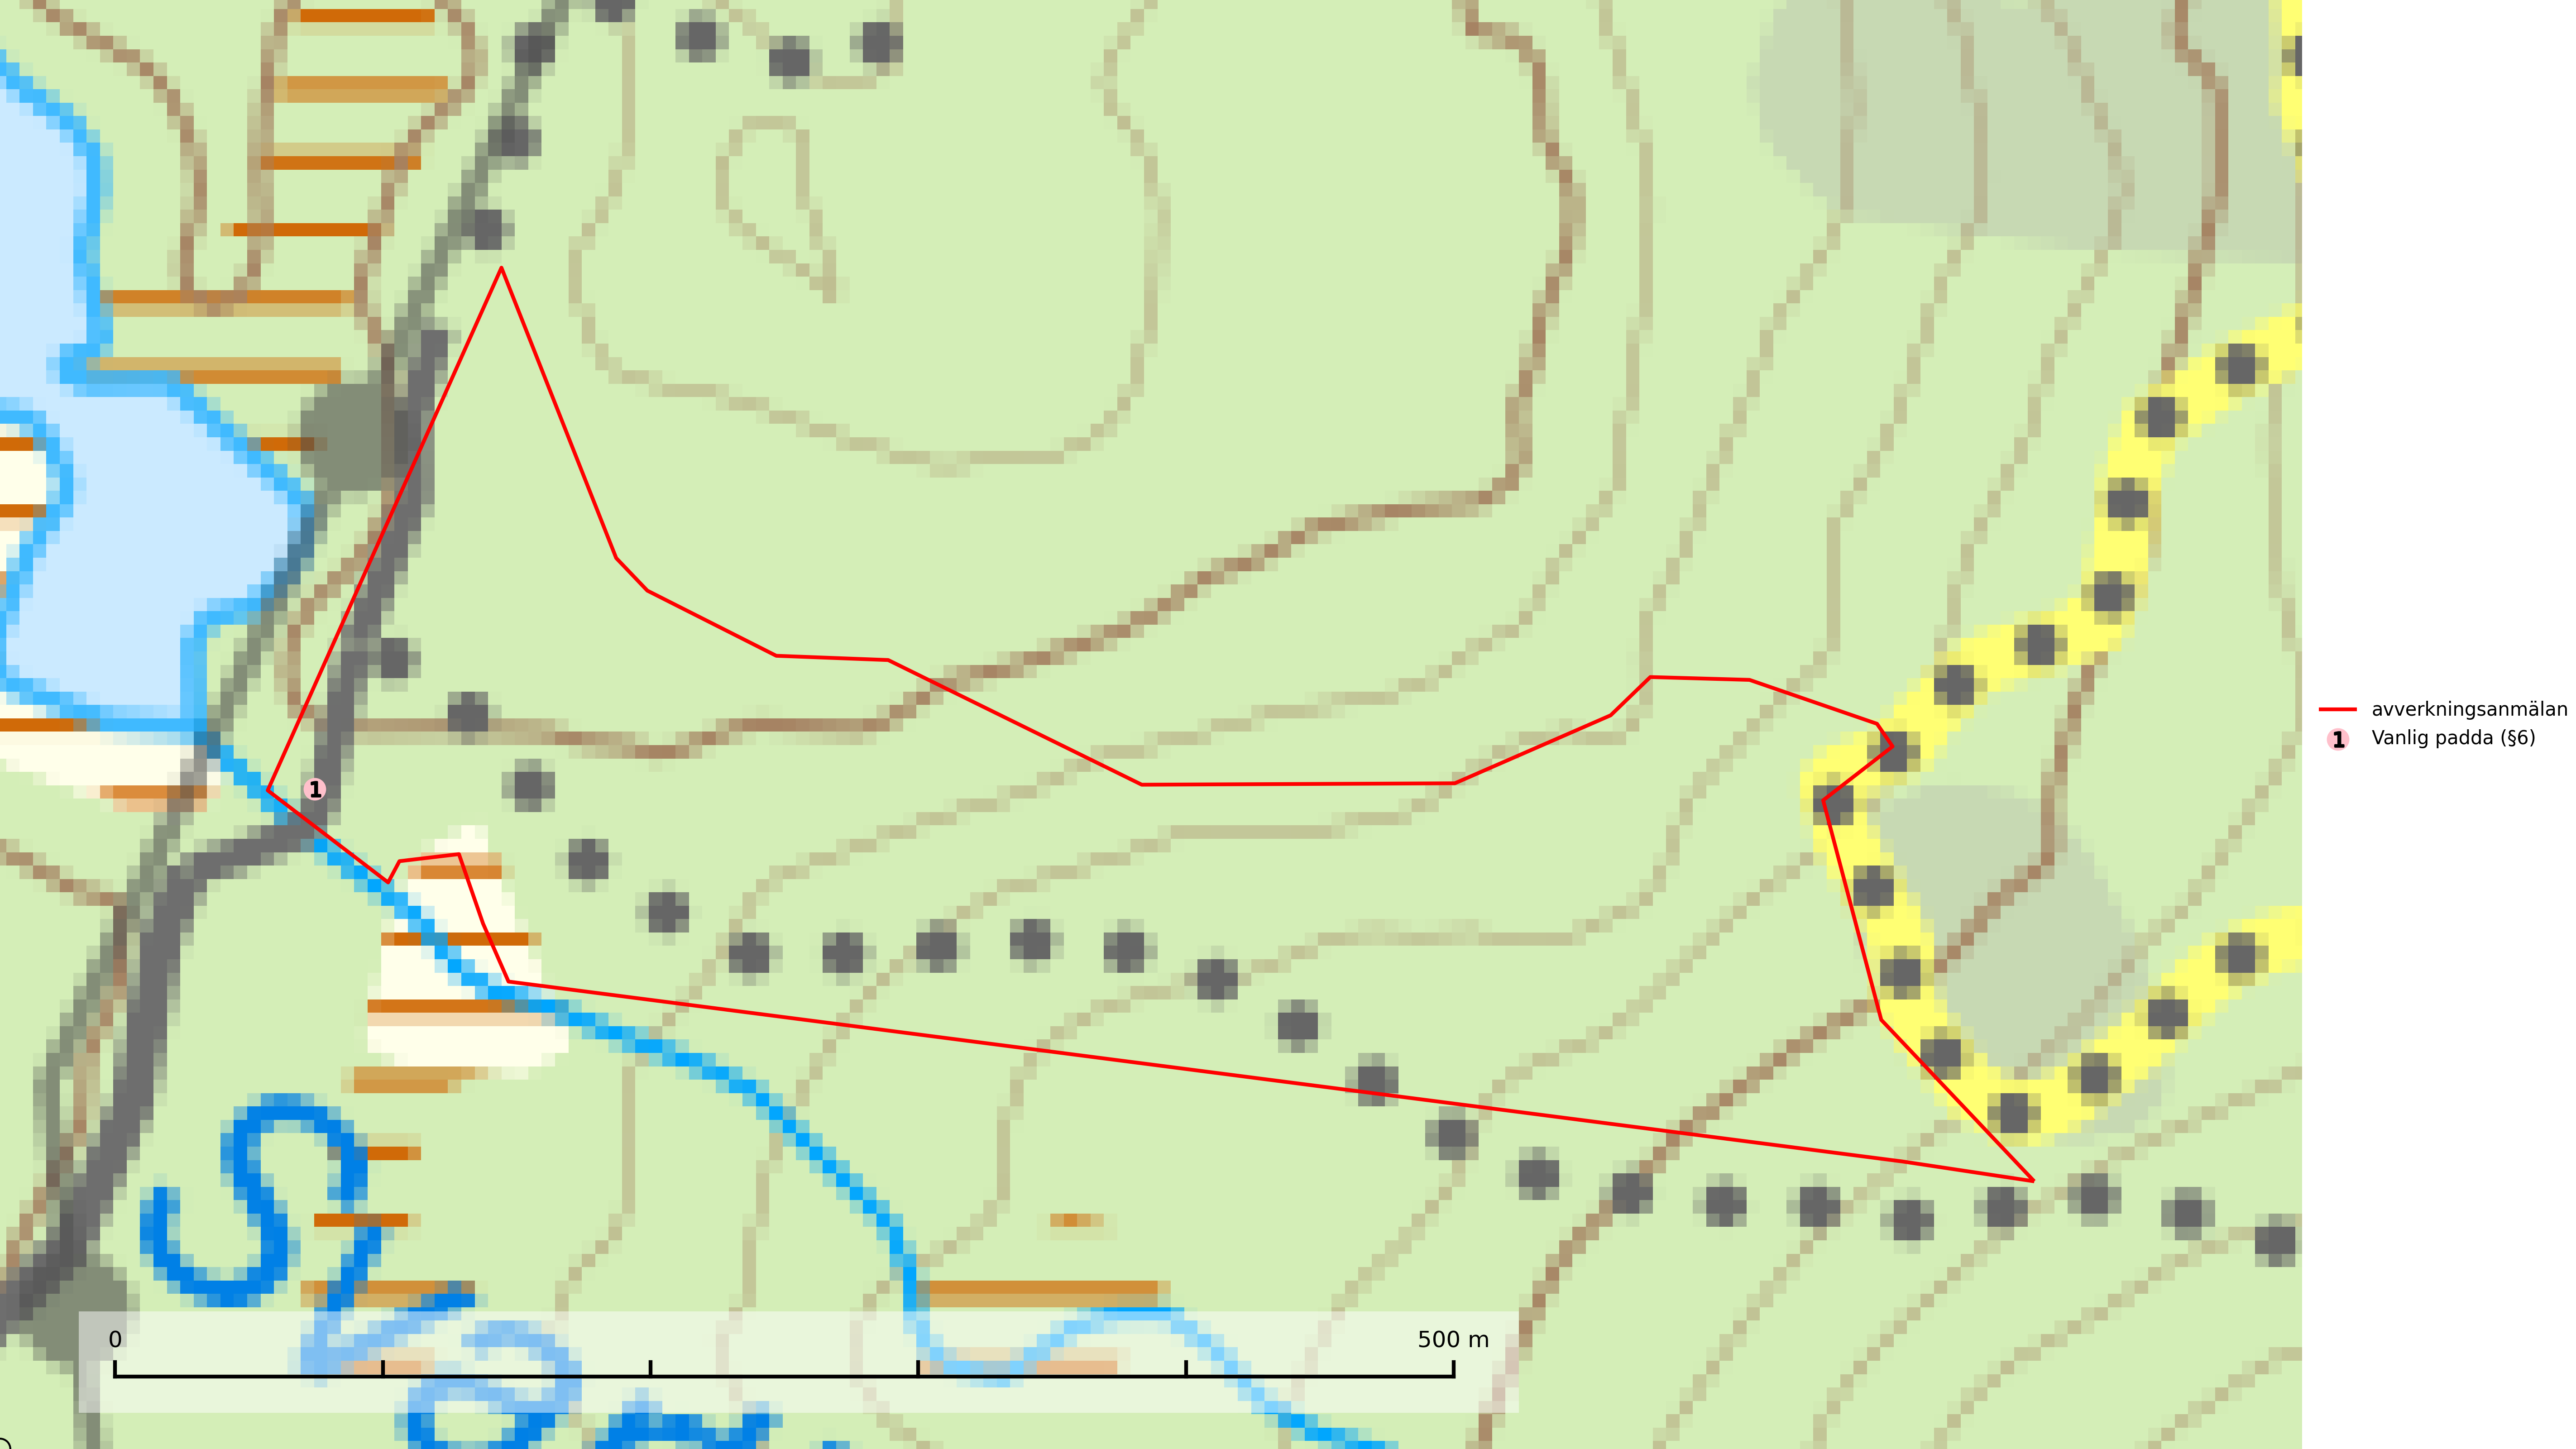 avverkningsanmälan
1 Vanlig padda (§6)
1
0 500 m